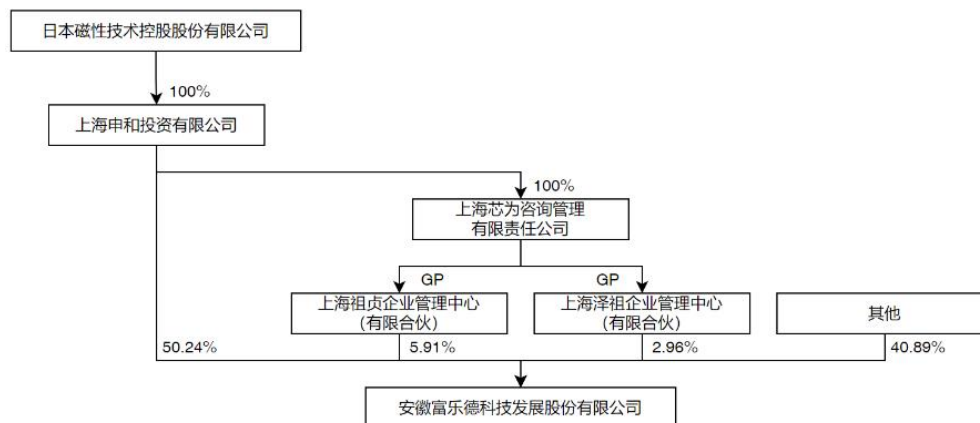 日本磁性技术控股股份有限公司
100%
上海申和投资有限公司
100%
上海芯为咨询管理
有限责任公司
GP
GP
上海祖贞企业管理中心
（有限合伙）
上海泽祖企业管理中心
（有限合伙）
其他
50.24%
5.91%
2.96%
40.89%
安徽富乐德科技发展股份有限公司